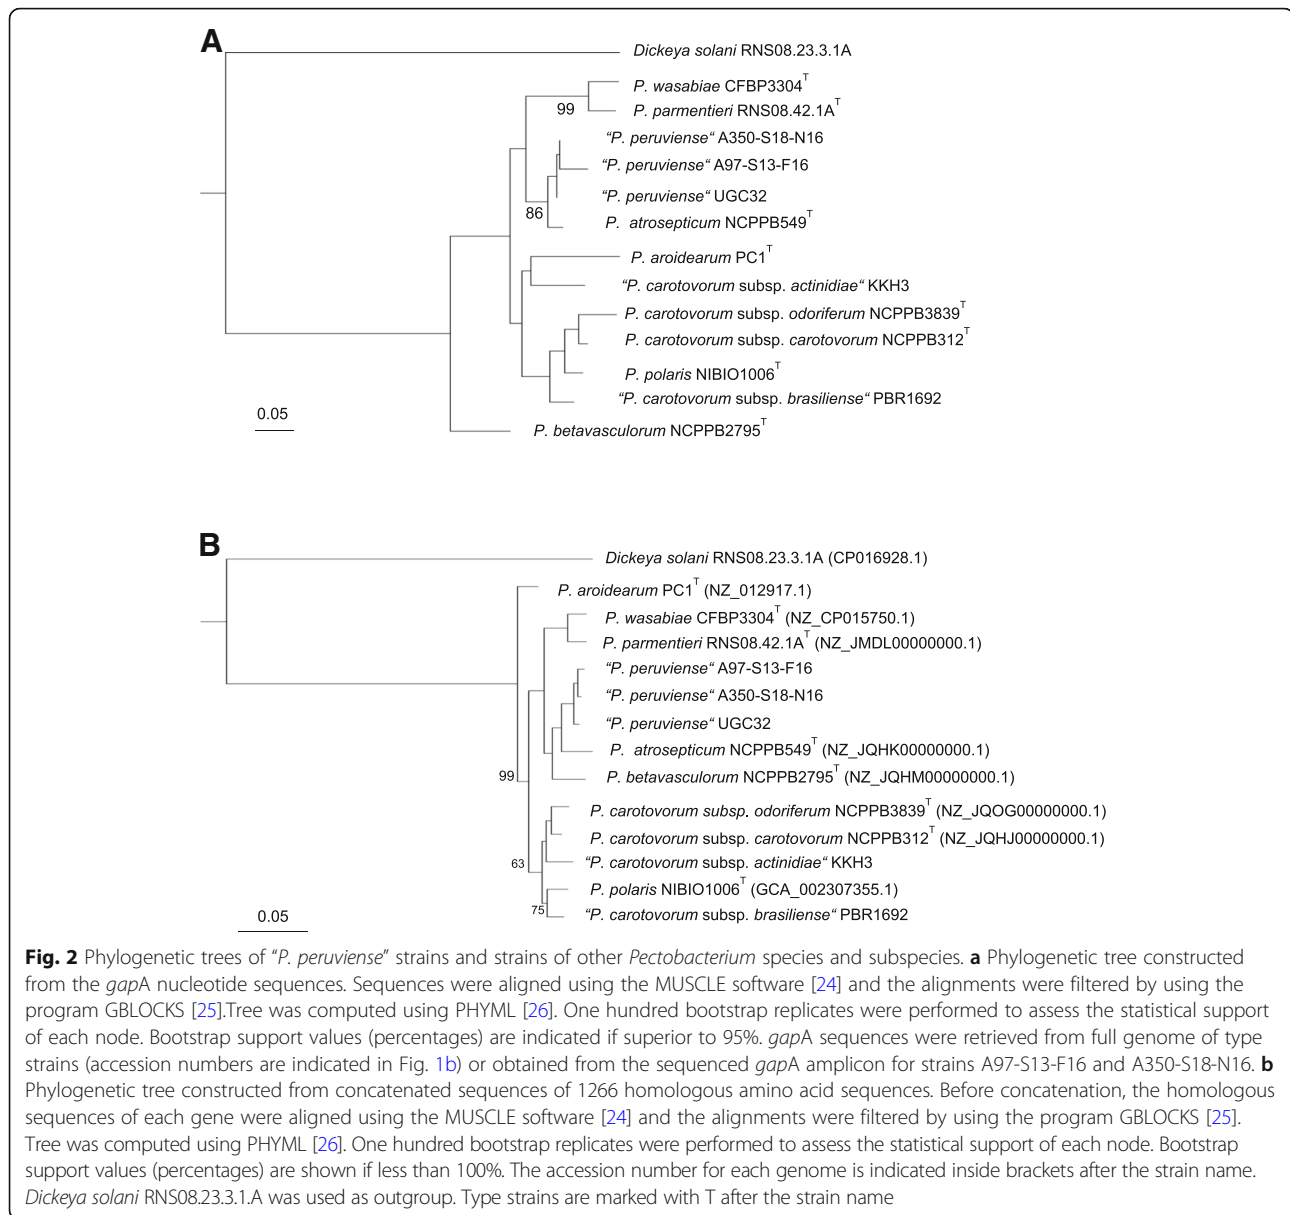 A
Dickeya solani RNS08.23.3.1A
P. wasabiae CFBP3304T
99
P. parmentieri RNS08.42.1AT
“P. peruviense“ A350-S18-N16
“P. peruviense“ A97-S13-F16
“P. peruviense“ UGC32
86
P. atrosepticum NCPPB549T
P. aroidearum PC1T
“P. carotovorum subsp. actinidiae“ KKH3
P. carotovorum subsp. odoriferum NCPPB3839T
P. carotovorum subsp. carotovorum NCPPB312T
P. polaris NIBIO1006T
“P. carotovorum subsp. brasiliense“ PBR1692
0.05
P. betavasculorum NCPPB2795T
B
Dickeya solani RNS08.23.3.1A (CP016928.1)
P. aroidearum PC1T (NZ_012917.1)
P. wasabiae CFBP3304T (NZ_CP015750.1)
P. parmentieri RNS08.42.1AT (NZ_JMDL00000000.1)
“P. peruviense“ A97-S13-F16
“P. peruviense“ A350-S18-N16
“P. peruviense“ UGC32
P. atrosepticum NCPPB549T (NZ_JQHK00000000.1)
99
P. betavasculorum NCPPB2795T (NZ_JQHM00000000.1)
P. carotovorum subsp. odoriferum NCPPB3839T (NZ_JQOG00000000.1)
P. carotovorum subsp. carotovorum NCPPB312T (NZ_JQHJ00000000.1)
63
“P. carotovorum subsp. actinidiae“ KKH3
P. polaris NIBIO1006T (GCA_002307355.1)
75
“P. carotovorum subsp. brasiliense“ PBR1692
0.05
Fig. 2 Phylogenetic trees of “P. peruviense” strains and strains of other Pectobacterium species and subspecies. a Phylogenetic tree constructed
from the gapA nucleotide sequences. Sequences were aligned using the MUSCLE software [24] and the alignments were filtered by using the
program GBLOCKS [25].Tree was computed using PHYML [26]. One hundred bootstrap replicates were performed to assess the statistical support
of each node. Bootstrap support values (percentages) are indicated if superior to 95%. gapA sequences were retrieved from full genome of type
strains (accession numbers are indicated in Fig. 1b) or obtained from the sequenced gapA amplicon for strains A97-S13-F16 and A350-S18-N16. b
Phylogenetic tree constructed from concatenated sequences of 1266 homologous amino acid sequences. Before concatenation, the homologous
sequences of each gene were aligned using the MUSCLE software [24] and the alignments were filtered by using the program GBLOCKS [25].
Tree was computed using PHYML [26]. One hundred bootstrap replicates were performed to assess the statistical support of each node. Bootstrap
support values (percentages) are shown if less than 100%. The accession number for each genome is indicated inside brackets after the strain name.
Dickeya solani RNS08.23.3.1.A was used as outgroup. Type strains are marked with T after the strain name